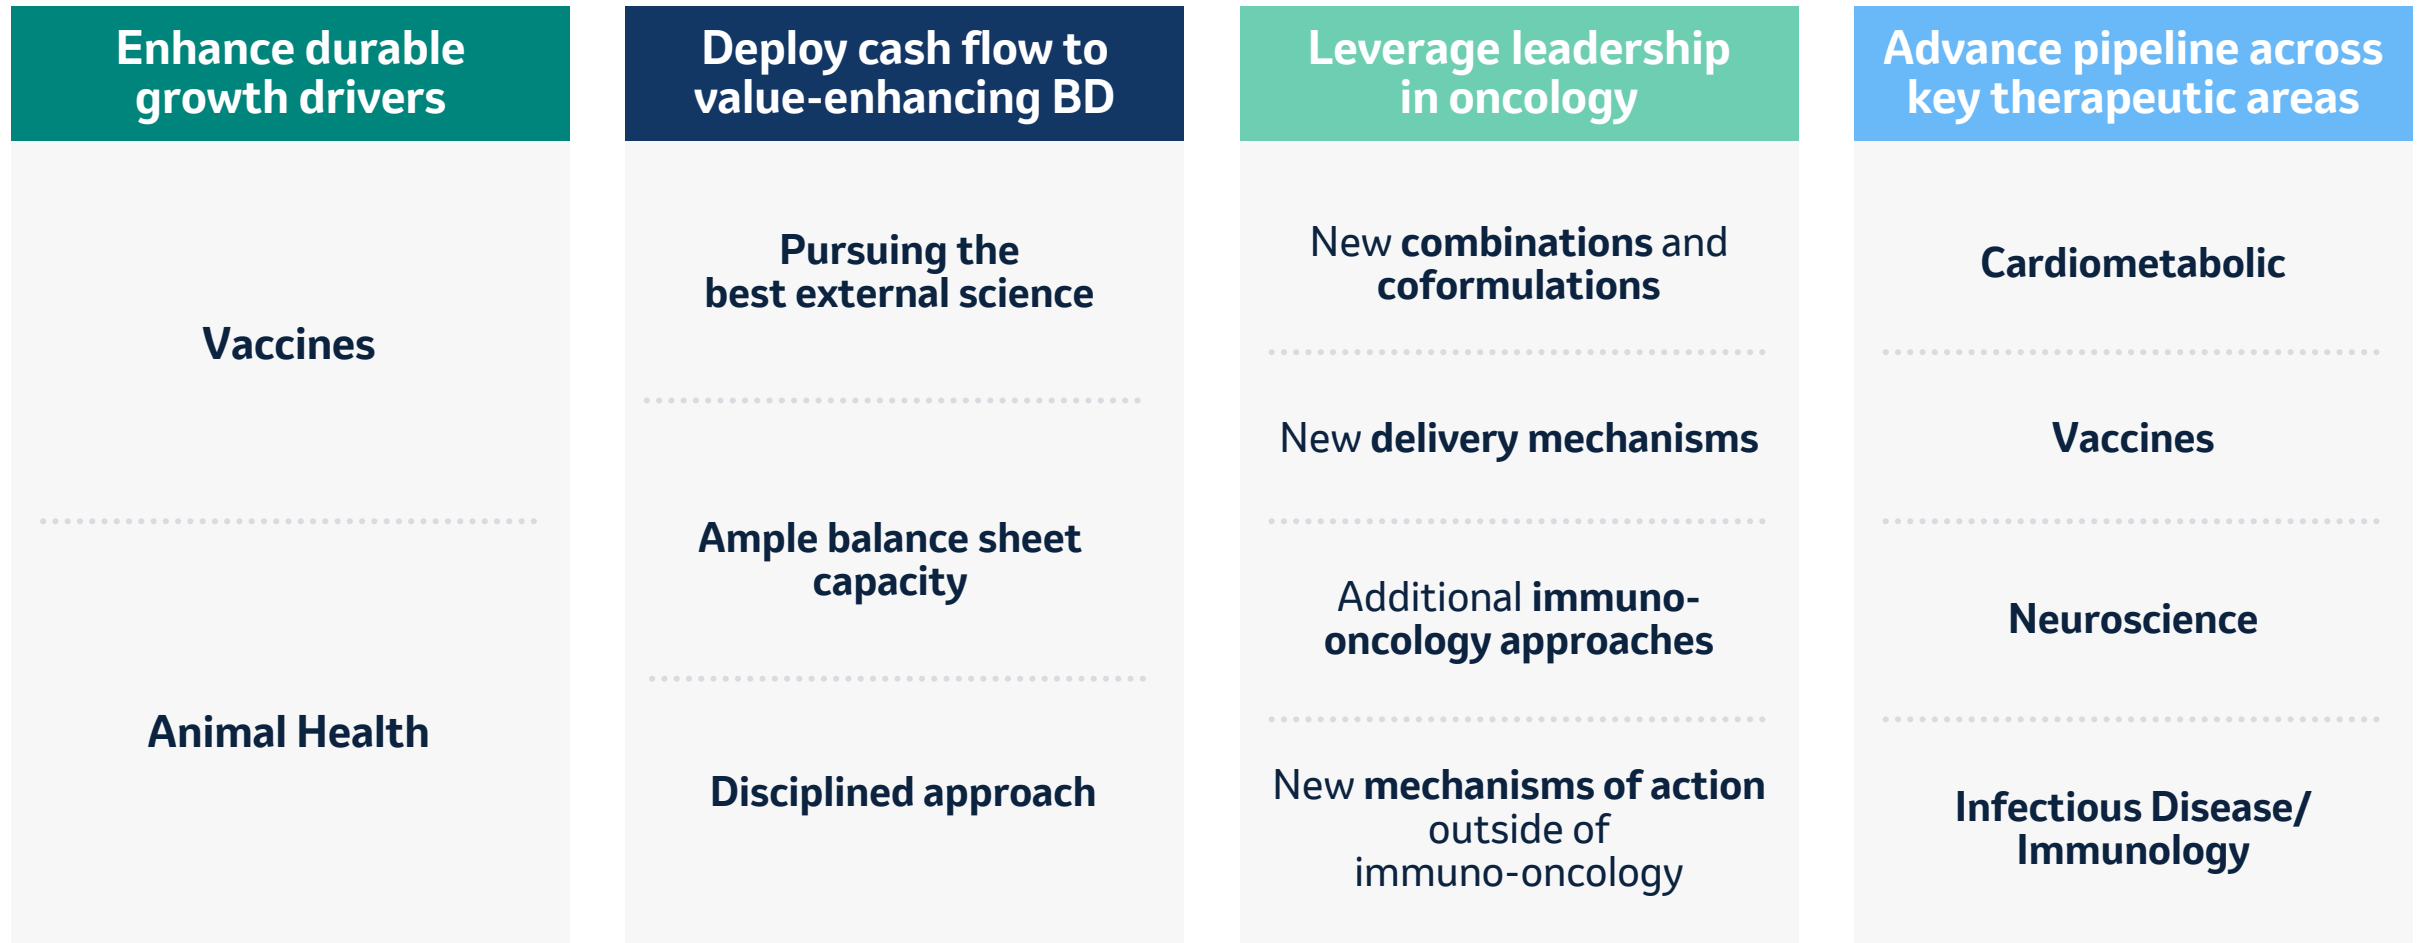 Enhance durable
growth drivers
Vaccines
Animal Health
Deploy cash flow to
value-enhancing BD
Pursuing the
best external science
Ample balance sheet
capacity
Disciplined approach
Leverage leadership
in oncology
New combinations and
coformulations
New delivery mechanisms
Additional immuno-
oncology approaches
New mechanisms of action
outside of
immuno-oncology
Advance pipeline across
key therapeutic areas
Cardiometabolic
Vaccines
Neuroscience
Infectious Disease/
Immunology